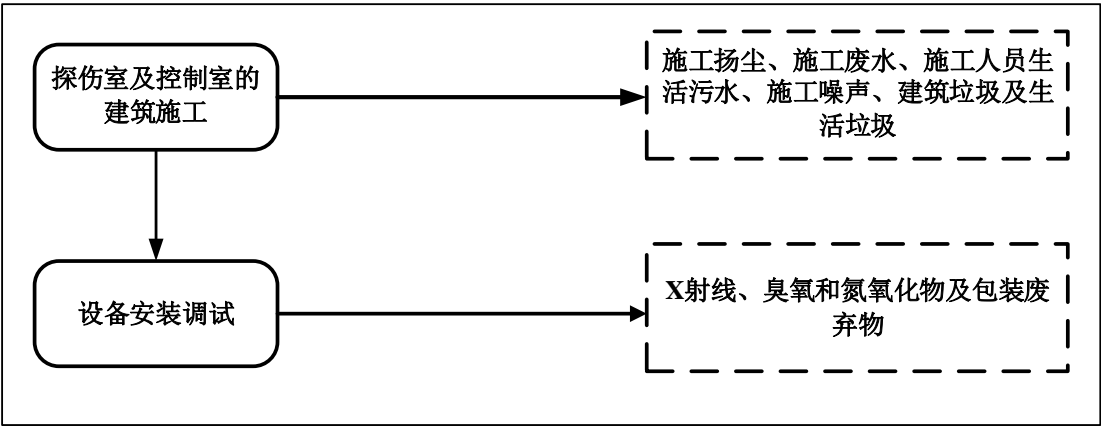 探伤室及控制室的
建筑施工
施工扬尘、施工废水、施工人员生
活污水、施工噪声、建筑垃圾及生
活垃圾
设备安装调试
X射线、臭氧和氮氧化物及包装废
弃物